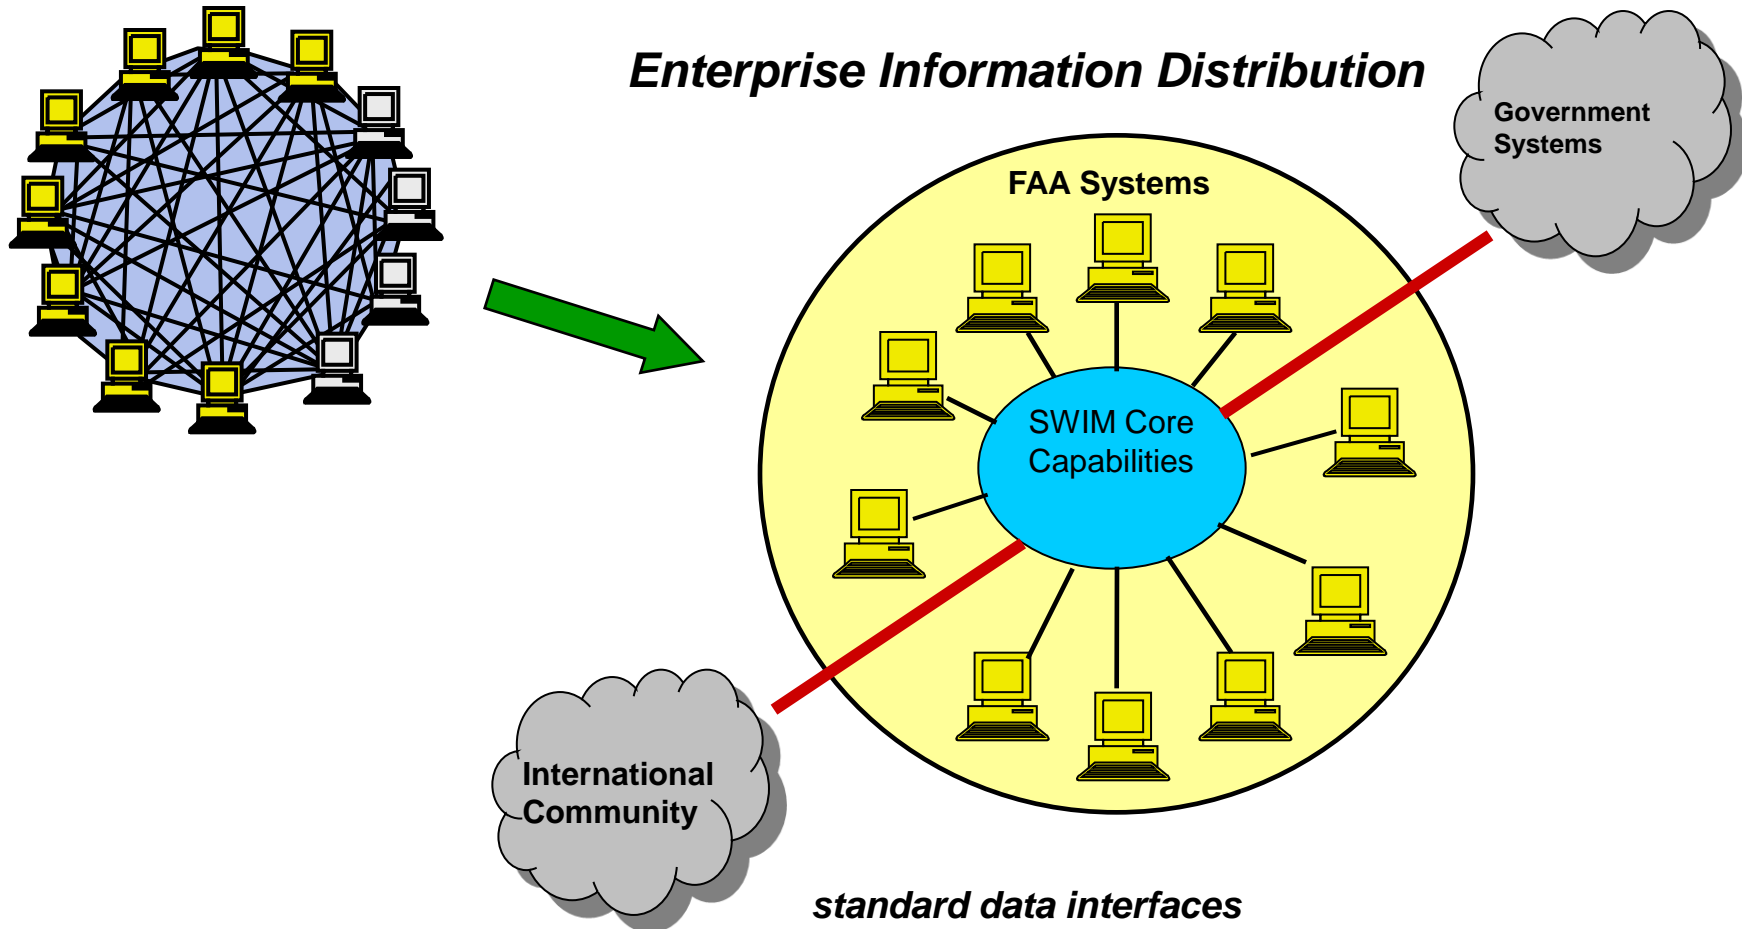 Enterprise Information Distribution
Government
Systems
FAA Systems
SWIM Core
Capabilities
International
Community
standard data interfaces